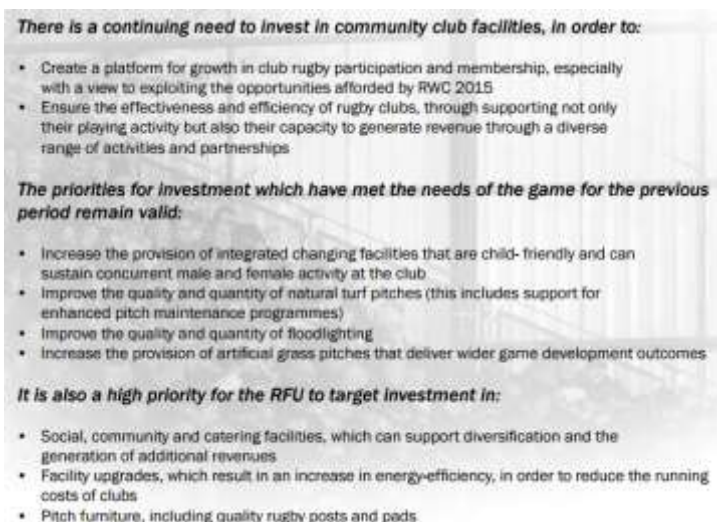 There is a continuing need to invest in community club facilities, in order to:
• Create a platform for growth in club rugby participation and membership, especially
with a view to exploiting the opportunities afforded by RWC 2015
• Ensure the effectiveness and efficiency of rugby clubs, through supporting not only
their playing activity but also their capacity to generate revenue through a diverse
range of activities and partnerships
The priorities for investment which have met the needs of the game for the previous
period remain valid:
• Increase the provision of integrated changing facilities that are child- friendly and can
sustain concurrent male and female activity at the club
• Improve the quality and quantity of natural turf pitches (this includes support for
enhanced pitch maintenance programmes)
• Improve the quality and quantity of floodlighting
• Increase the provision of artificial grass pitches that deliver wider game development outcomes
It is also a high priority for the RFU to target investment in:
• Social, community and catering facilities, which can support diversification and the
generation of additional revenues
• Facility upgrades, which result in an increase in energy-efficiency, in order to reduce the running
costs of clubs
• Pitch furniture, including quality rugby posts and pads